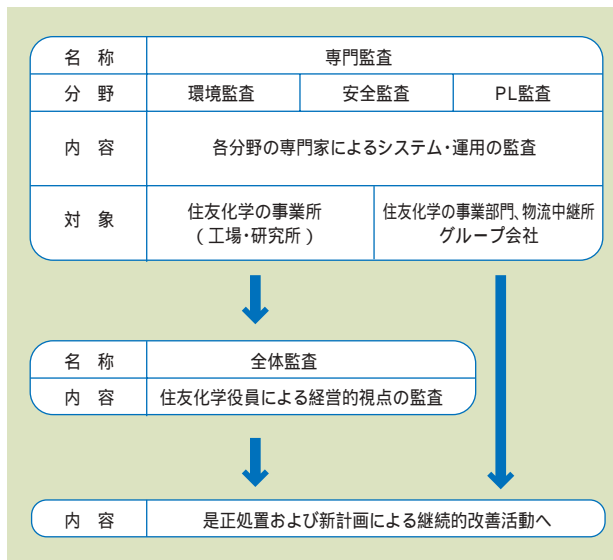 名　称　専門監査
分　野　環境監査　安全監査　PL監査
内　容　各分野の専門家によるシステム・運用の監査
対　象　住友化学の事業所　住友化学の事業部門、物流中継所
(工場・研究所)　グループ会社
名　称　全体監査
内　容　住友化学役員による経営的視点の監査
内　容　是正処置および新計画による継続的改善活動へ